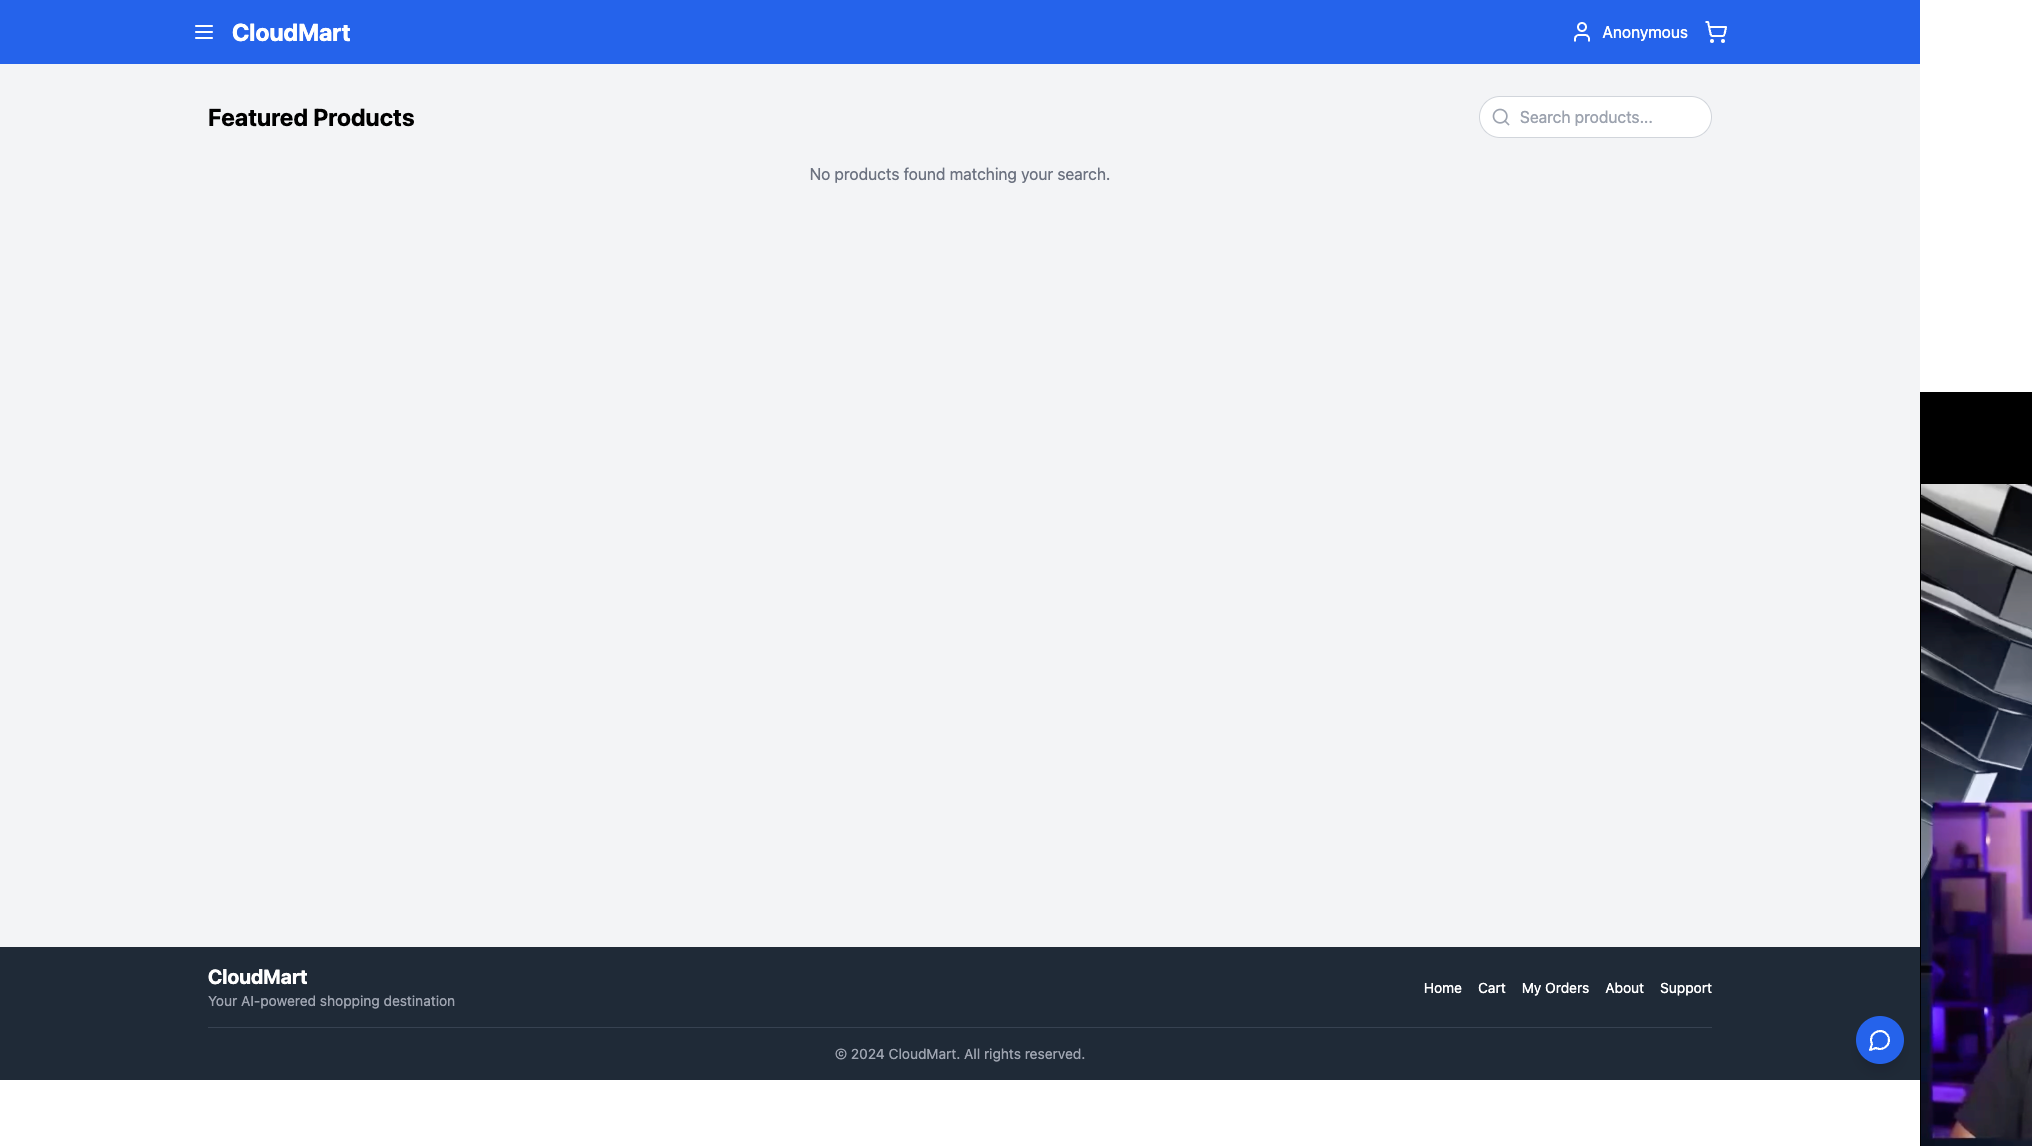 CloudMart
Anonymous
Featured Products
Search products...
No products found matching your search.
CloudMart
Your AI-powered shopping destination
Home Cart My Orders About Support
© 2024 CloudMart. All rights reserved.